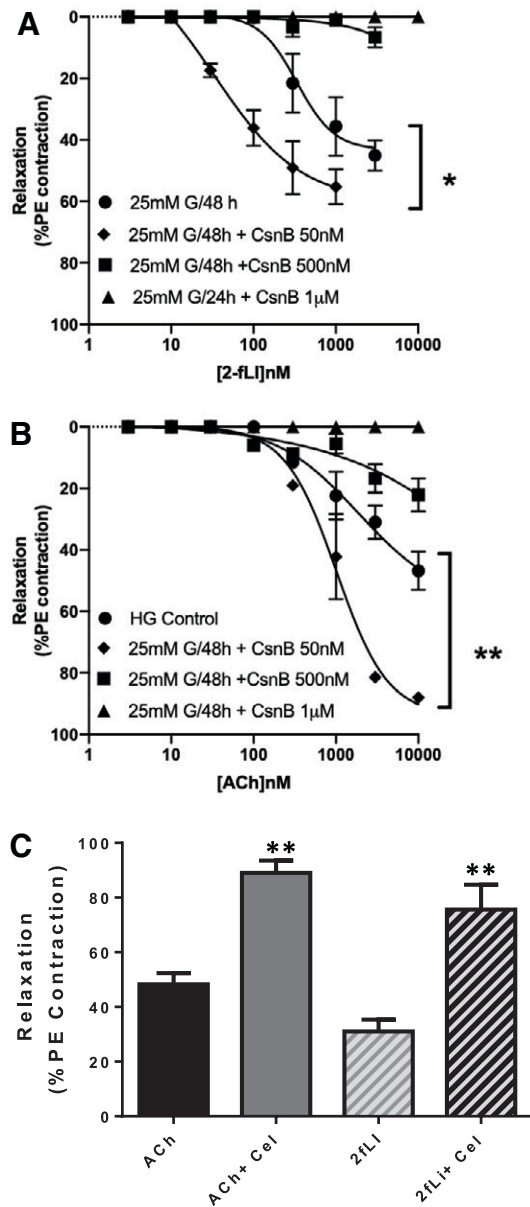 A
Relaxation
(%PE contraction)
0
20
40
60
80
100
25mM G/48 h
25mM G/48h + CsnB 50nM
25mM G/48h +CsnB 500nM
25mM G/24h + CsnB 1µM
*
1
10
100
1000
10000
[2-fLI]nM
B
Relaxation
(%PE contraction)
0
20
40
60
80
100
HG Control
25mM G/48h + CsnB 50nM
25mM G/48h +CsnB 500nM
25mM G/48h + CsnB 1µM
**
1
10
100
1000
10000
[ACh]nM
C
Relaxation
(%PE Contraction)
100
80
60
40
20
0
**
**
ACh
ACh+ Cel
2fLI
2fLi+ Cel